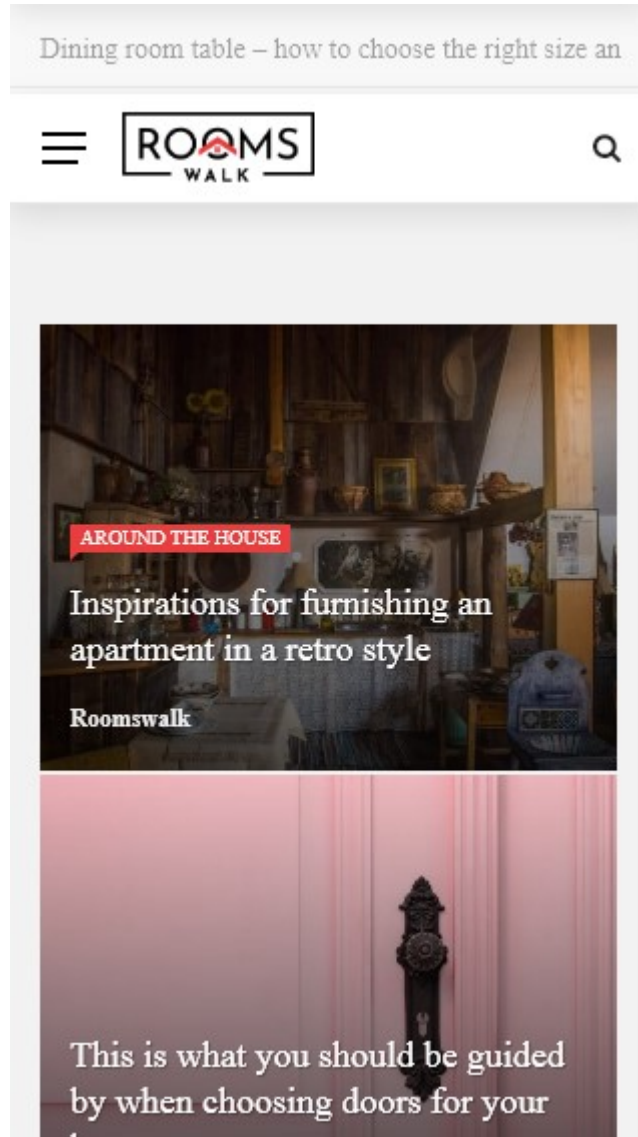 Dining room table – how to choose the right size an
ROOMS
WALK
AROUND THE HOUSE
Inspirations for furnishing an
apartment in a retro style
Roomswalk
This is what you should be guided
by when choosing doors for your